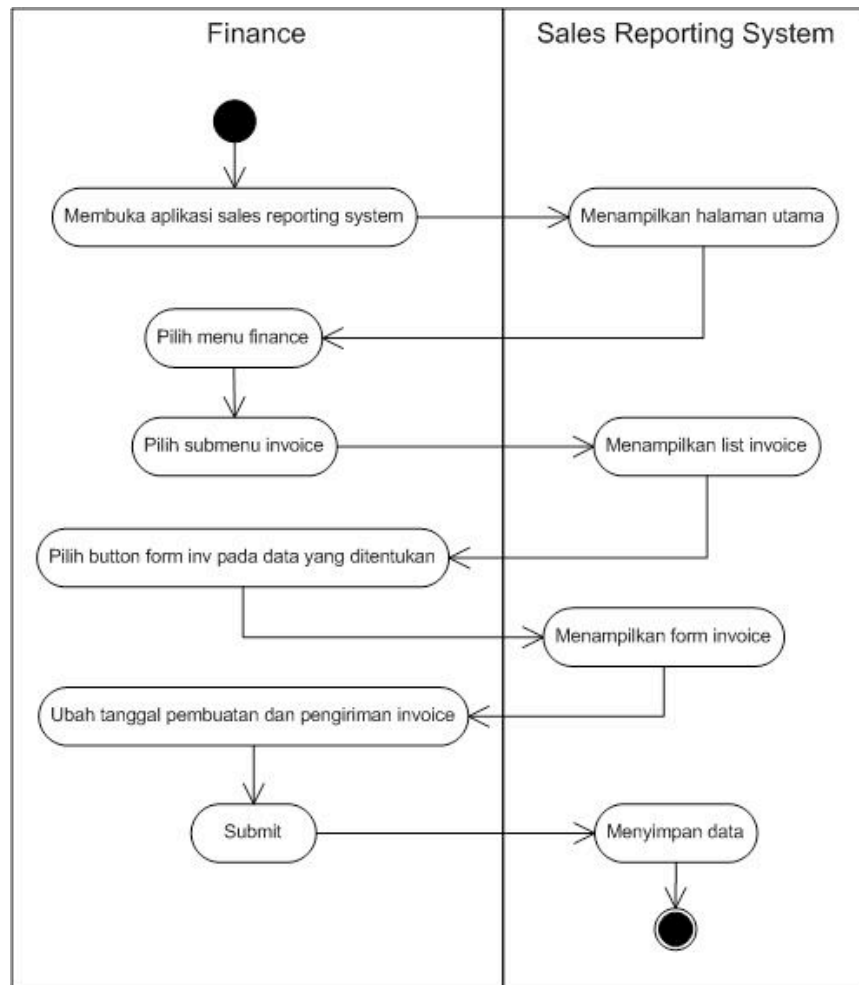 Finance
Sales Reporting System
Membuka aplikasi sales reporting system
Menampilkan halaman utama
Pilih menu finance
Pilih submenu invoice
Menampilkan list invoice
Pilih button form inv pada data yang ditentukan
Menampilkan form invoice
Ubah tanggal pembuatan dan pengiriman invoice
Submit
Menyimpan data